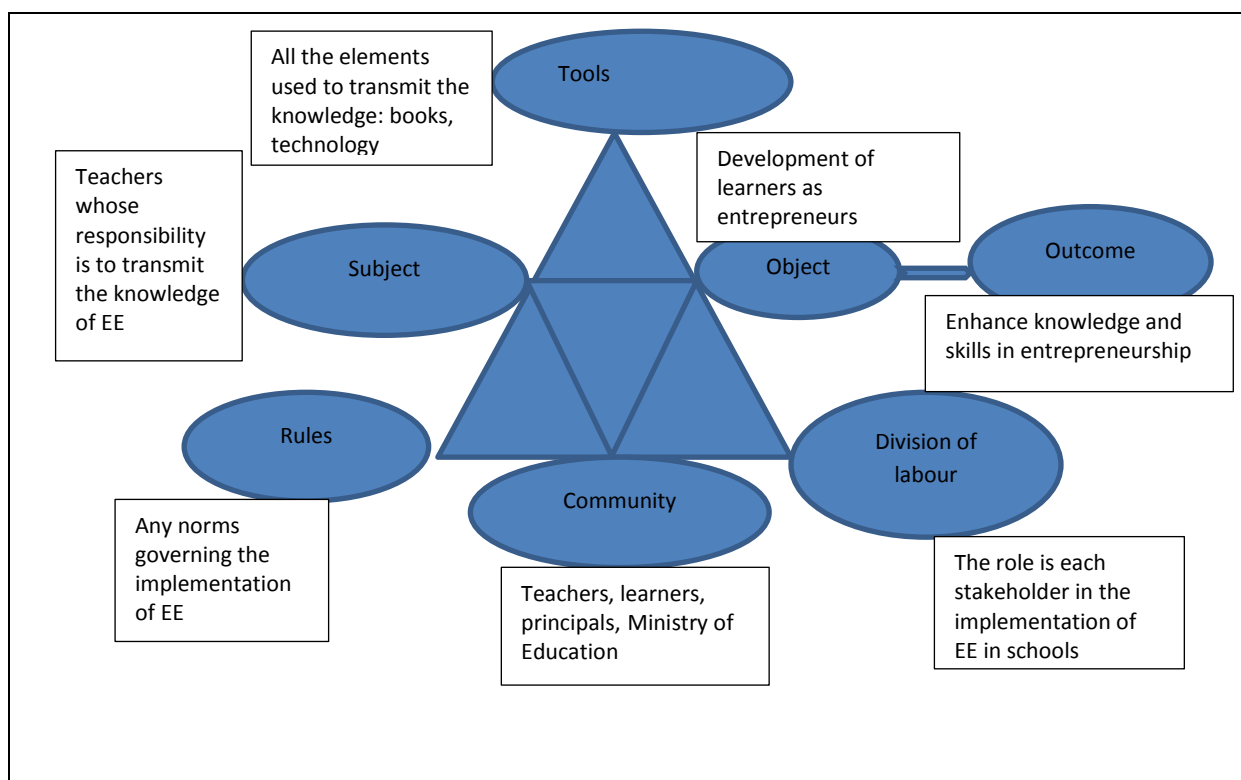 All the elements
used to transmit the
knowledge: books,
technology
Tools
Development of
learners as
entrepreneurs
Teachers
whose
responsibility
is to transmit
the knowledge
of EE
Subject
Object
Outcome
Enhance knowledge and
skills in entrepreneurship
Rules
Division of
labour
Community
Any norms
governing the
implementation
of EE
Teachers, learners,
principals, Ministry of
Education
The role is each
stakeholder in the
implementation of
EE in schools